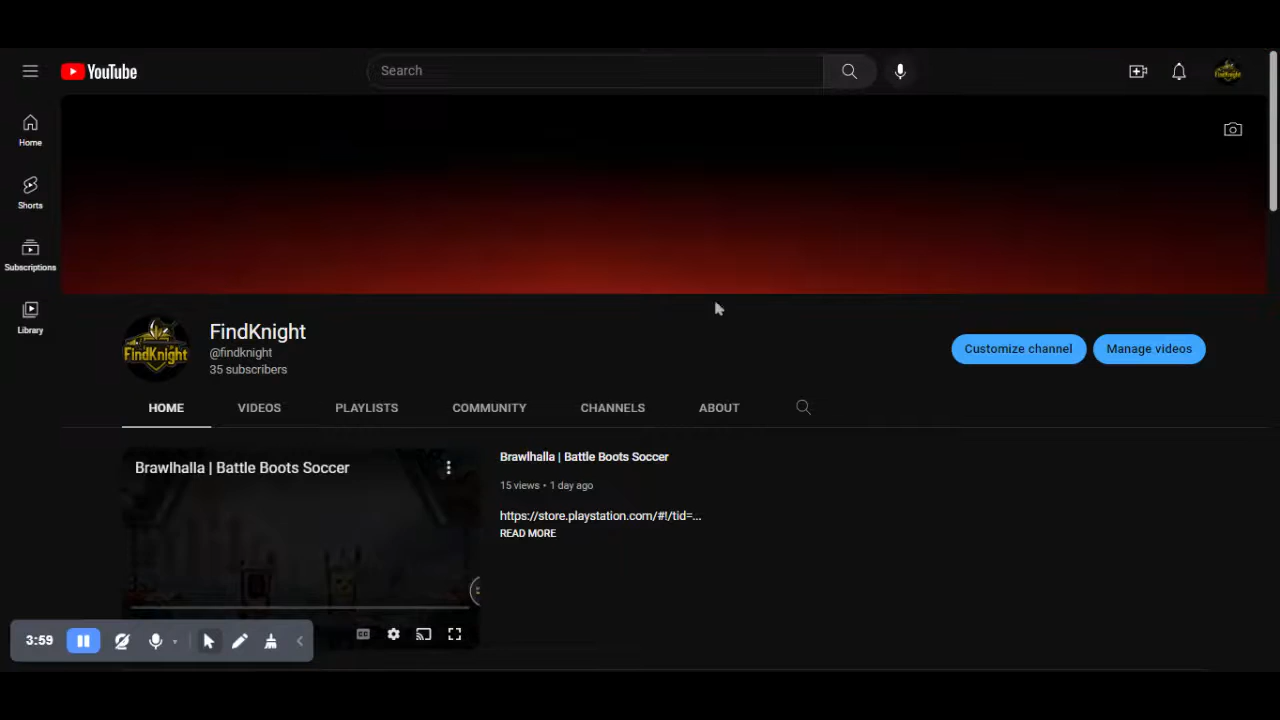 YouTube
Search
Home
Shorts
Subscriptions
Library
FindKnight
FindKnight
@findknight
35 subscribers
Customize channel
Manage videos
HOME
VIDEOS
PLAYLISTS
COMMUNITY
CHANNELS
ABOUT
Brawlhalla | Battle Boots Soccer
Brawlhalla | Battle Boots Soccer
15 views • 1 day ago
https://store.playstation.com/#!/tid=...
READ MORE
3:59
CC